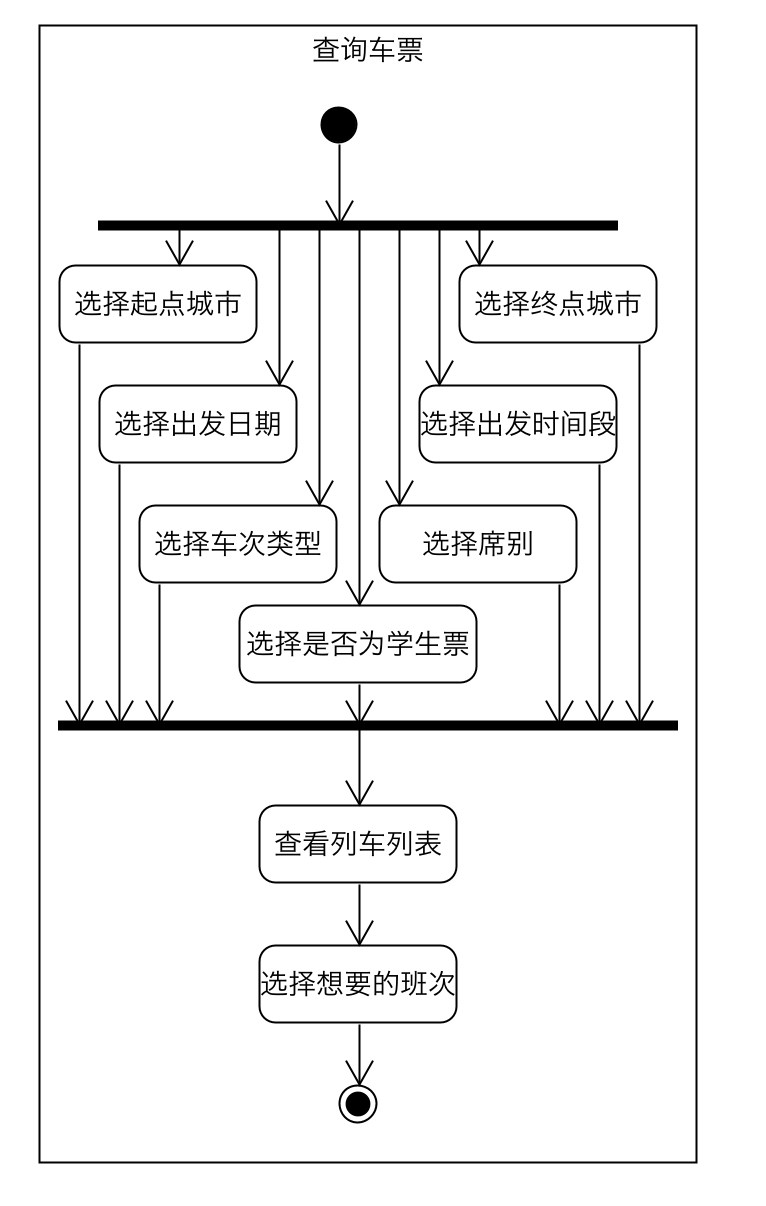 查询车票
选择起点城市
选择终点城市
选择出发日期
选择出发时间段
选择车次类型
选择席别
选择是否为学生票
查看列车列表
选择想要的班次